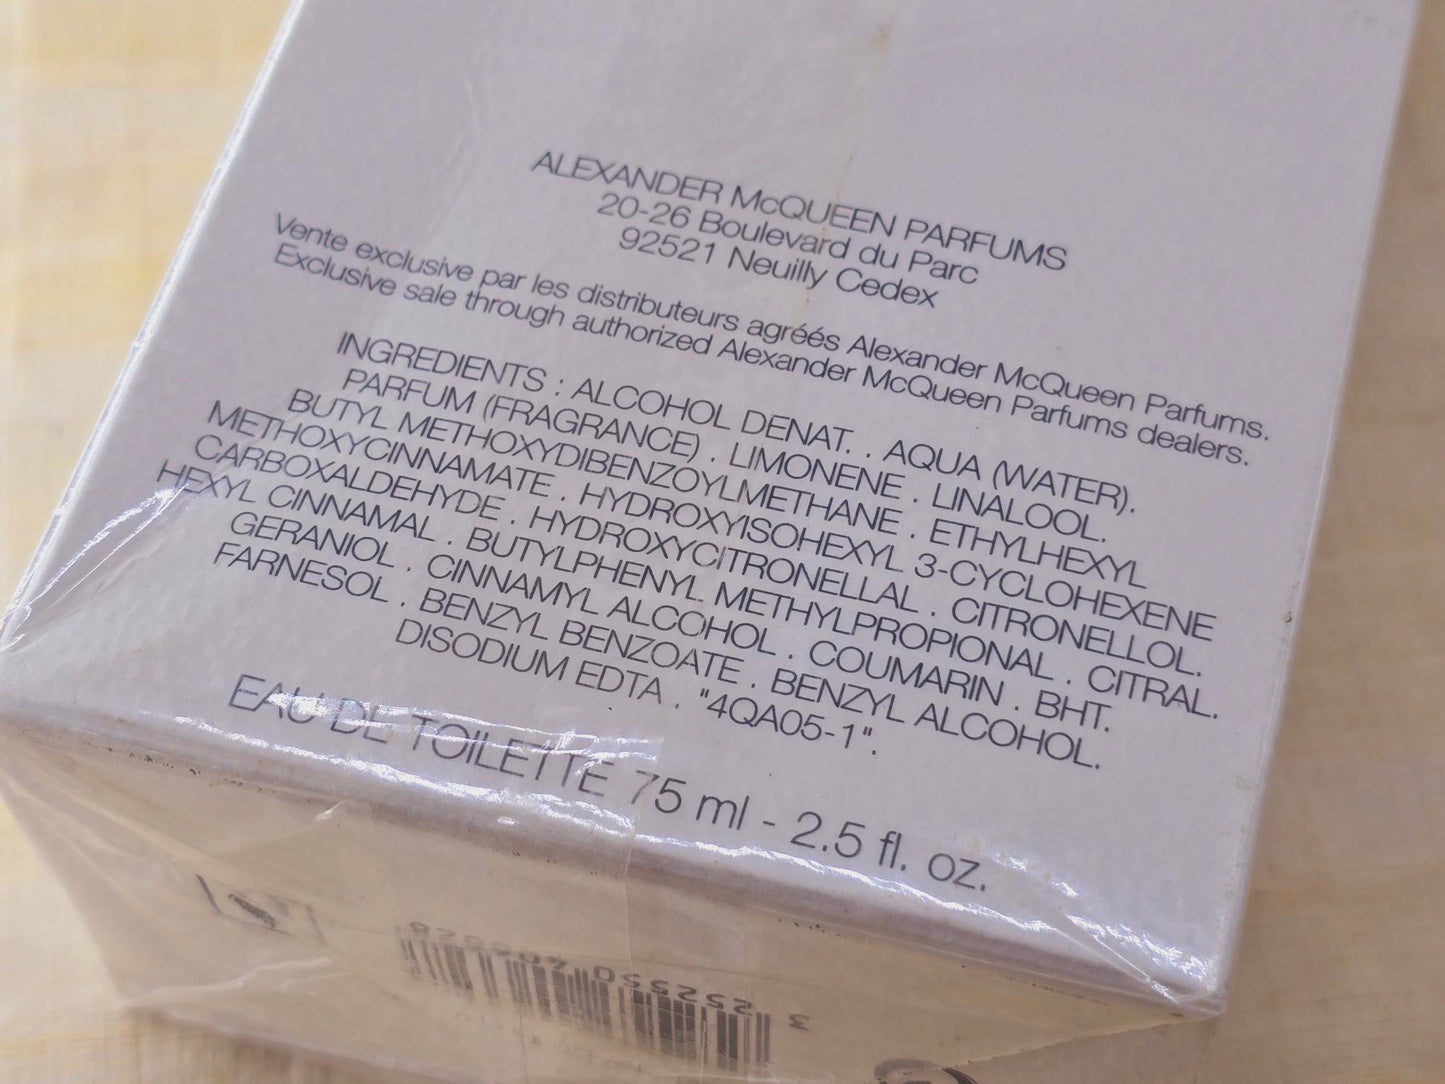 ALEXANDER McQUEEN PARFUMS
20-26 Boulevard du Parc
92521 Neuilly Cedex
Vente exclusive par les distributeurs agréés Alexander McQueen Parfums.
Exclusive sale through authorized Alexander McQueen Parfums dealers.
INGREDIENTS : ALCOHOL DENAT. . AQUA (WATER).
PARFUM (FRAGRANCE) . LIMONENE . LINALOOL.
BUTYL METHOXYDIBENZOYLMETHANE . ETHYLHEXYL
METHOXYCINNAMATE . HYDROXYISOHEXYL 3-CYCLOHEXENE
CARBOXALDEHYDE . HYDROXYCITRONELLAL . CITRONELLOL.
HEXYL CINNAMAL . BUTYLPHENYL METHYLPROPIONAL . CITRAL.
GERANIOL . CINNAMYL ALCOHOL . COUMARIN . BHT.
FARNESOL . BENZYL BENZOATE . BENZYL ALCOHOL.
DISODIUM EDTA . "4QA05-1".
EAU DE TOILETTE 75 ml - 2.5 fl. oz.